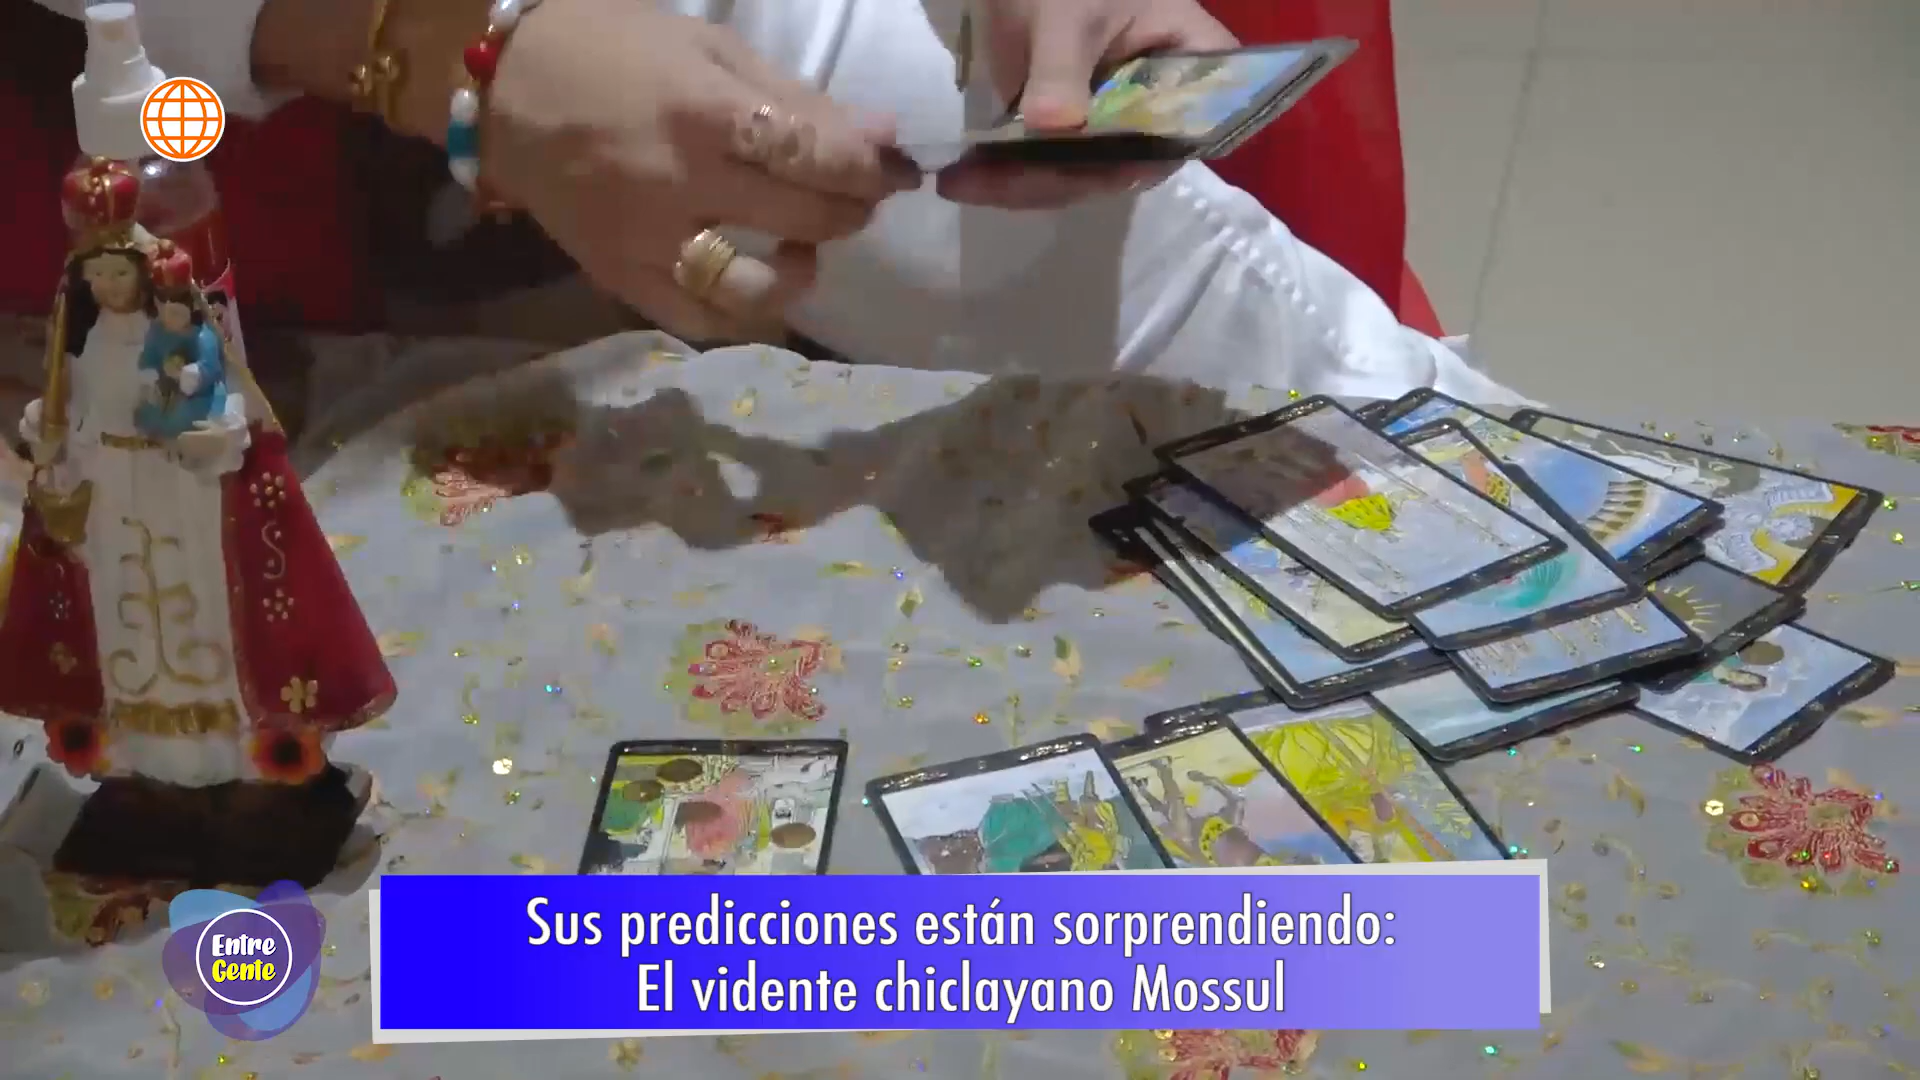 Sus predicciones están sorprendiendo:
El vidente chiclayano Mossul
Entre
Gente